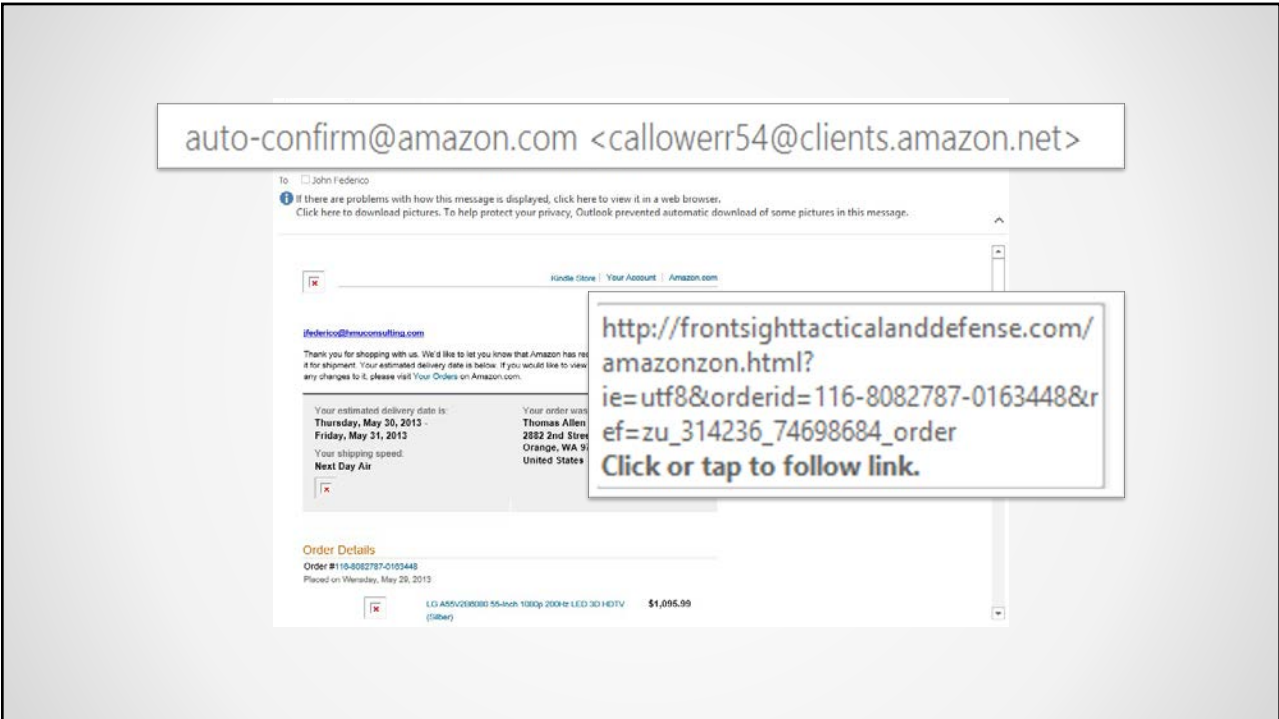 auto-confirm@amazon.com <callowerr54@clients.amazon.net>
To John Federico
If there are problems with how this message is displayed, click here to view it in a web browser.
Click here to download pictures. To help protect your privacy, Outlook prevented automatic download of some pictures in this message.
Kindle Store | Your Account | Amazon.com
jfederico@hmuconsulting.com
Thank you for shopping with us. We'd like to let you know that Amazon has
it for shipment. Your estimated delivery date is below. If you would like to view
any changes to it, please visit Your Orders on Amazon.com.
http://frontsighttacticalanddefense.com/
amazonzon.html?
ie=utf8&orderid=116-8082787-0163448&r
ef=zu_314236_74698684_order
Click or tap to follow link.
Your estimated delivery date is:
Thursday, May 30, 2013 -
Friday, May 31, 2013
Your shipping speed:
Next Day Air
Your order was
Thomas Allen
2882 2nd
Orange, WA
United States
Order Details
Order #116-8082787-0163448
Placed on Wensday, May 29, 2013
55-Inch 1080p 200Hz LED 3D HDTV $1,095.99
(Silber)